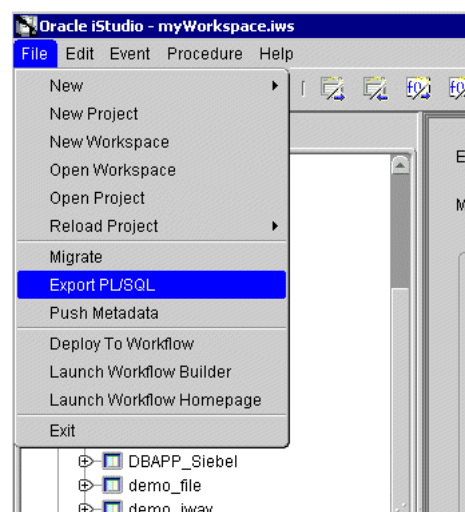 Oracle iStudio - myWorkspace.iws
File Edit Event Procedure Help
New
New Project
New Workspace
Open Workspace
Open Project
Reload Project
Migrate
Export PL/SQL
Push Metadata
Deploy To Workflow
Launch Workflow Builder
Launch Workflow Homepage
Exit
DBAPP_Siebel
demo_file
demo_iway